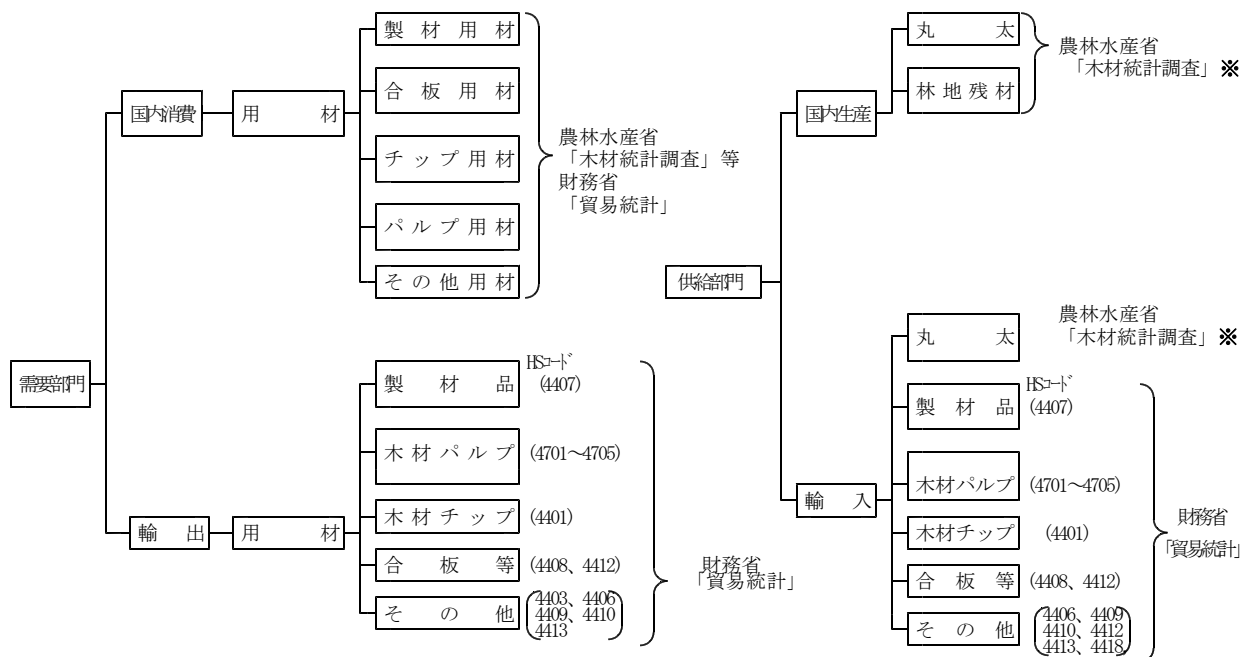 需要部門
国内消費
用材
製材用材
合板用材
チップ用材
パルプ用材
その他用材
農林水産省
「木材統計調査」等
財務省
「貿易統計」
輸出
用材
HSコード
製材品 (4407)
木材パルプ (4701～4705)
木材チップ (4401)
合板等 (4408、4412)
その他
4403、4406
4409、4410
4413
財務省
「貿易統計」
供給部門
国内生産
丸太
林地残材
農林水産省
「木材統計調査」※
輸入
丸太
農林水産省
「木材統計調査」※
HSコード
製材品 (4407)
木材パルプ (4701～4705)
木材チップ (4401)
合板等 (4408、4412)
その他
4406、4409
4410、4412
4413、4418
財務省
「貿易統計」